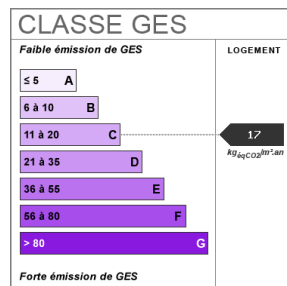 CLASSE GES
Faible émission de GES
LOGEMENT
≤ 5 A
6 à 10 B
11 à 20 C
17
kgéqCO2/m².an
21 à 35 D
36 à 55 E
56 à 80 F
> 80 G
Forte émission de GES